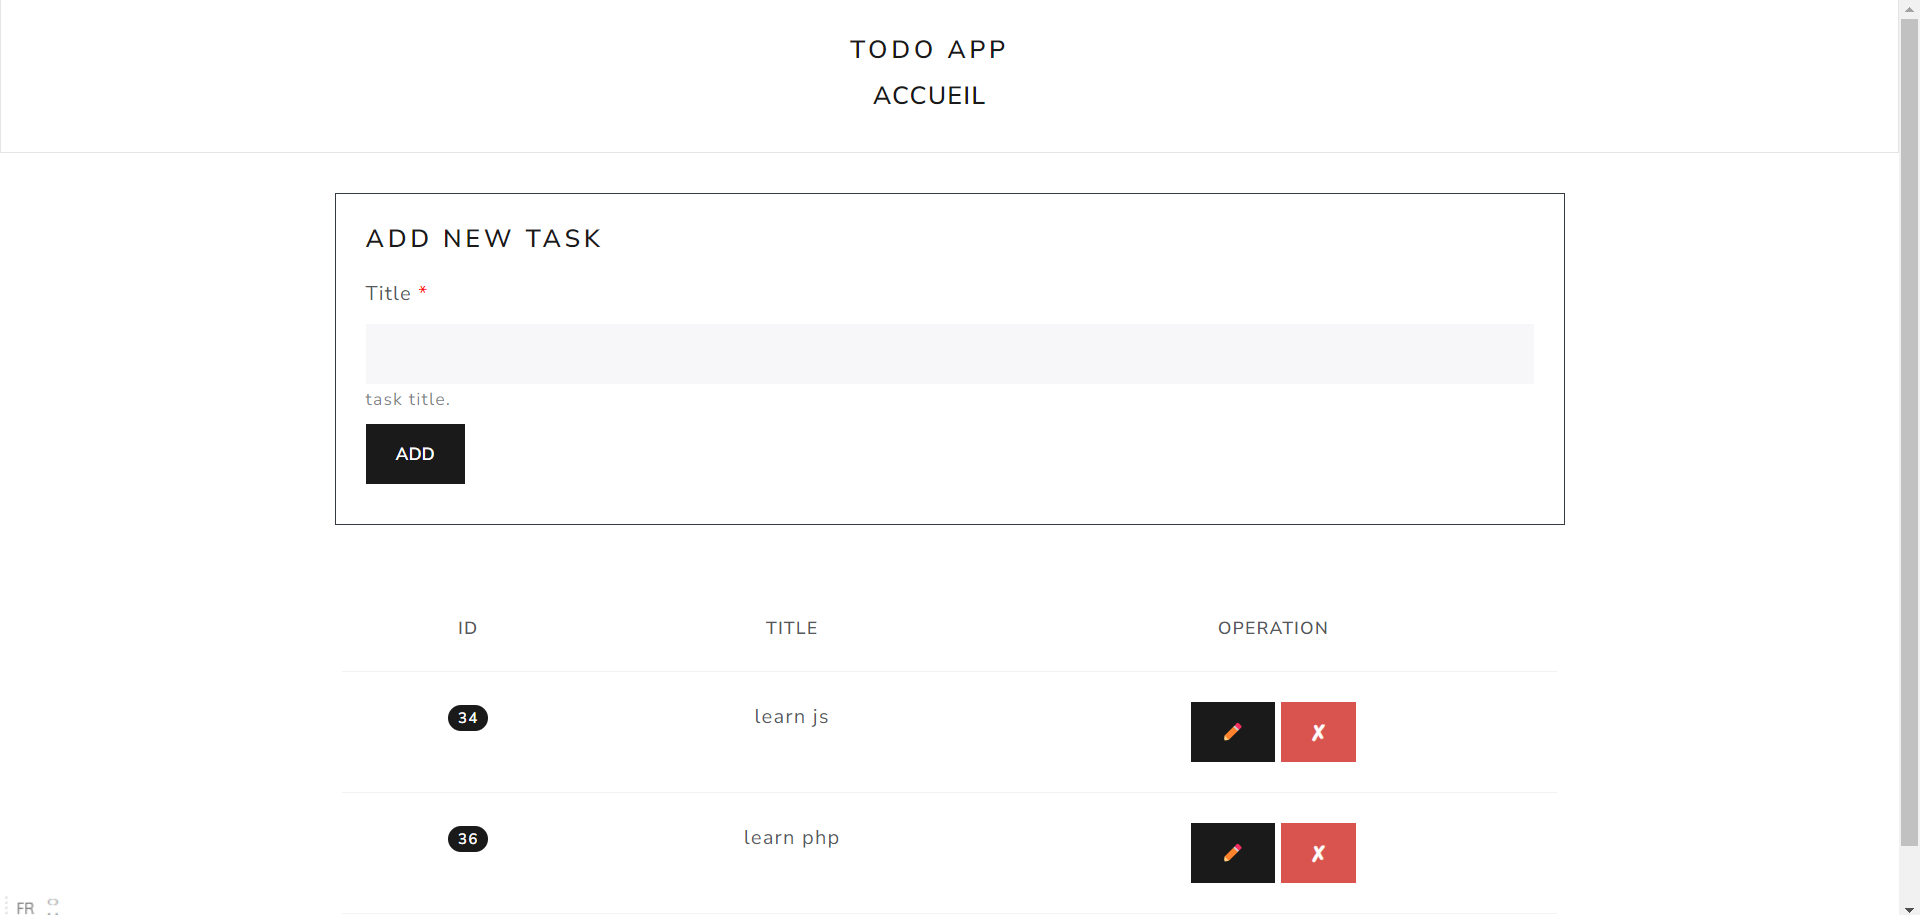 TODO APP
ACCUEIL
ADD NEW TASK
Title *
task title.
ADD
ID TITLE OPERATION
34 learn js ✗
36 learn php ✗
FR